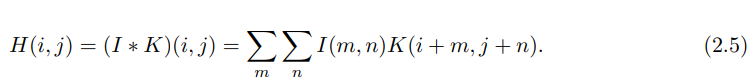 H(i, j) = (I ∗ K)(i, j) = ∑_m ∑_n I(m, n)K(i + m, j + n). (2.5)